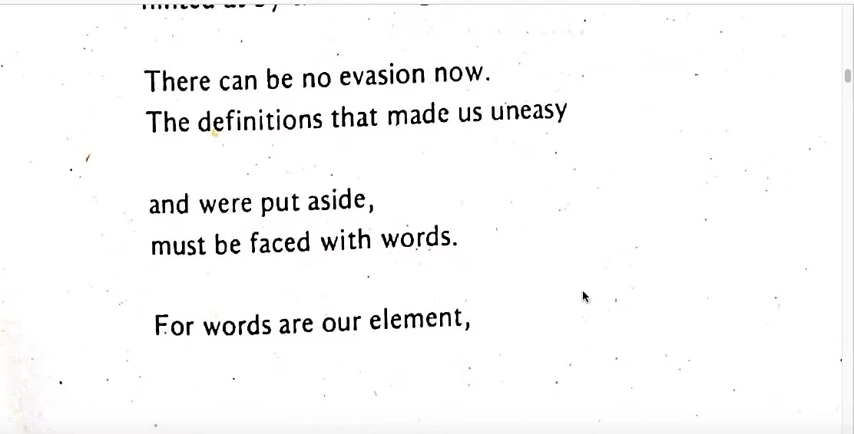 There can be no evasion now.
The definitions that made us uneasy
and were put aside,
must be faced with words.
For words are our element,